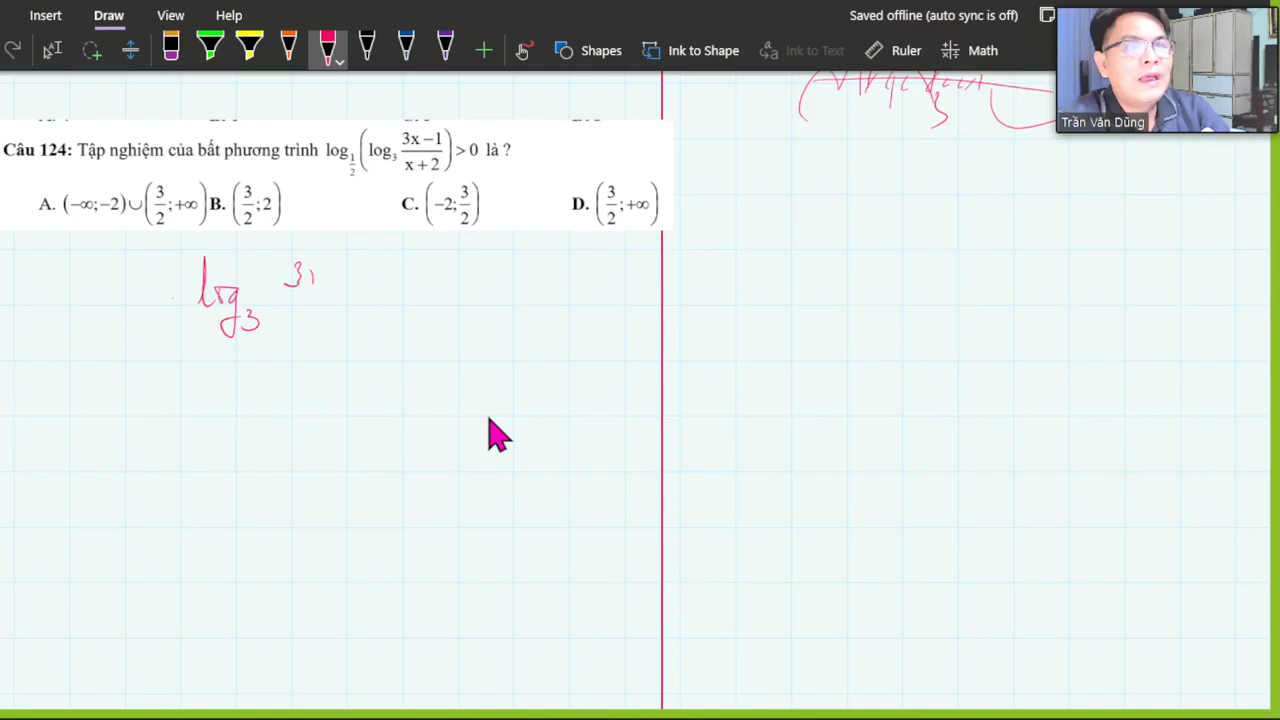 Insert Draw View Help Saved offline (auto sync is off)
Shapes Ink to Shape Ink to Text Ruler Math
Trần Văn Dũng
Câu 124: Tập nghiệm của bất phương trình log_{1/2}(log_3 (3x−1)/(x+2)) > 0 là ?
A. (−∞;−2)∪(3/2;+∞) B. (3/2;2) C. (−2;3/2) D. (3/2;+∞)
log_3 3